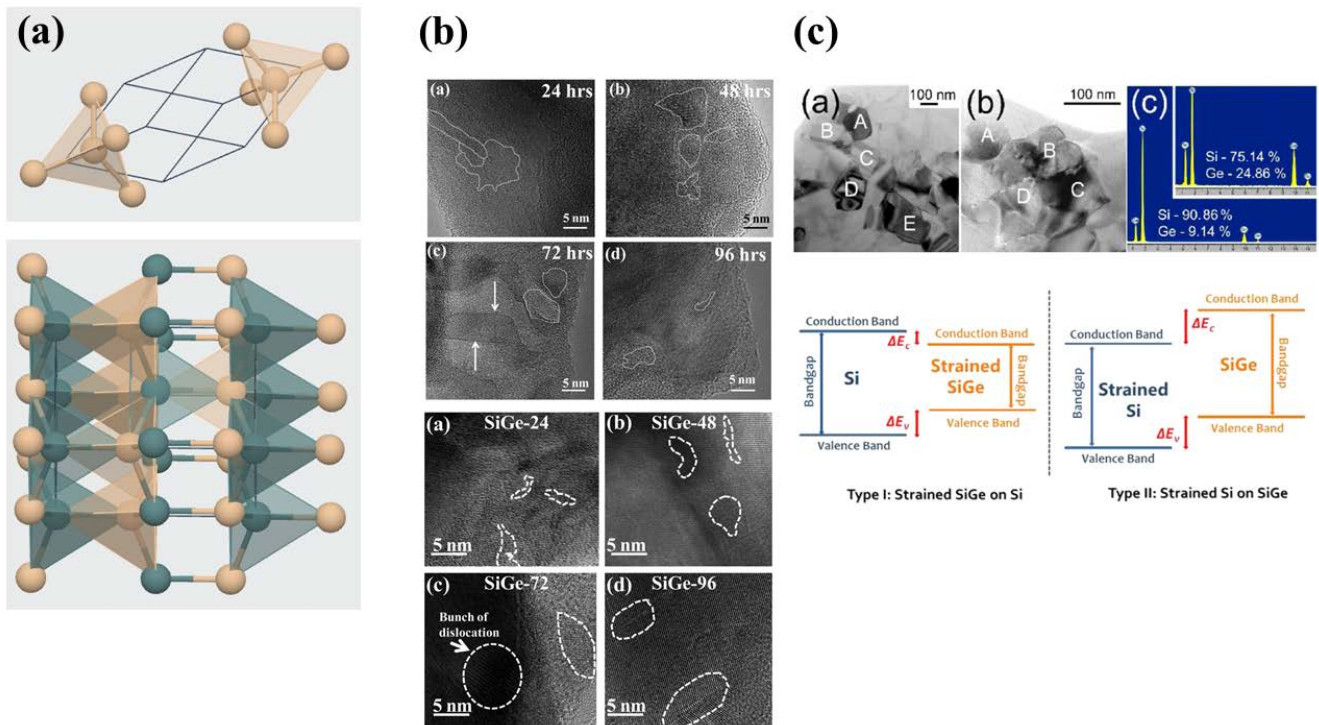 (a)
(b)
(a) 24 hrs
5 nm
(b) 48 hrs
5 nm
(c) 72 hrs
5 nm
(d) 96 hrs
5 nm
(a) SiGe-24
5 nm
(b) SiGe-48
5 nm
(c) SiGe-72
Bunch of
dislocation
5 nm
(d) SiGe-96
5 nm
(c)
(a) 100 nm
A
B
C
D
E
(b) 100 nm
A
B
C
D
(c)
Si - 75.14 %
Ge - 24.86 %
Si - 90.86 %
Ge - 9.14 %
Conduction Band
ΔEc
Conduction Band
Bandgap
Si
Strained
SiGe
Bandgap
ΔEv
Valence Band
Valence Band
Type I: Strained SiGe on Si
Conduction Band
ΔEc
Conduction Band
Bandgap
Strained
Si
SiGe
Bandgap
ΔEv
Valence Band
Valence Band
Type II: Strained Si on SiGe